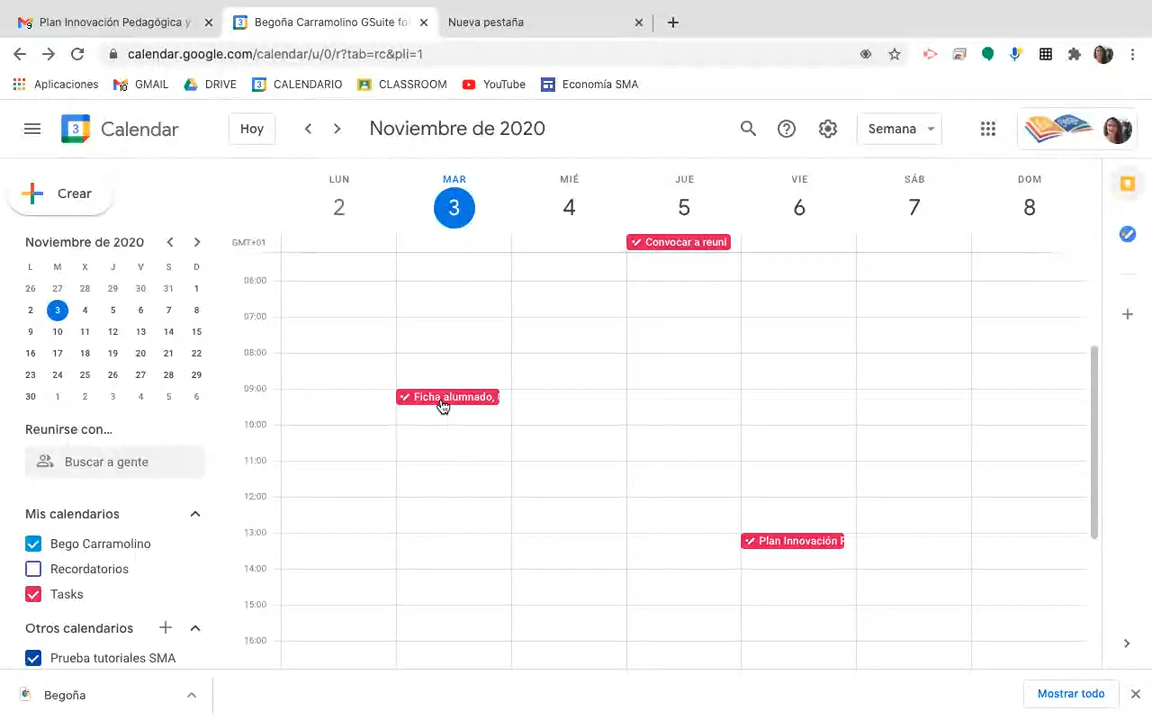 Plan Innovación Pedagógica y
Begoña Carramolino GSuite fo
Nueva pestaña
calendar.google.com/calendar/u/0/r?tab=rc&pli=1
Aplicaciones GMAIL DRIVE CALENDARIO CLASSROOM YouTube Economía SMA
Calendar Hoy Noviembre de 2020 Semana
Crear
LUN MAR MIÉ JUE VIE SÁB DOM
2 3 4 5 6 7 8
GMT+01
Convocar a reuni
06:00
07:00
08:00
09:00
Ficha alumnado,
10:00
11:00
12:00
13:00
Plan Innovación P
14:00
15:00
16:00
Noviembre de 2020
L M X J V S D
26 27 28 29 30 31 1
2 3 4 5 6 7 8
9 10 11 12 13 14 15
16 17 18 19 20 21 22
23 24 25 26 27 28 29
30 1 2 3 4 5 6
Reunirse con...
Buscar a gente
Mis calendarios
Bego Carramolino
Recordatorios
Tasks
Otros calendarios
Prueba tutoriales SMA
Begoña
Mostrar todo